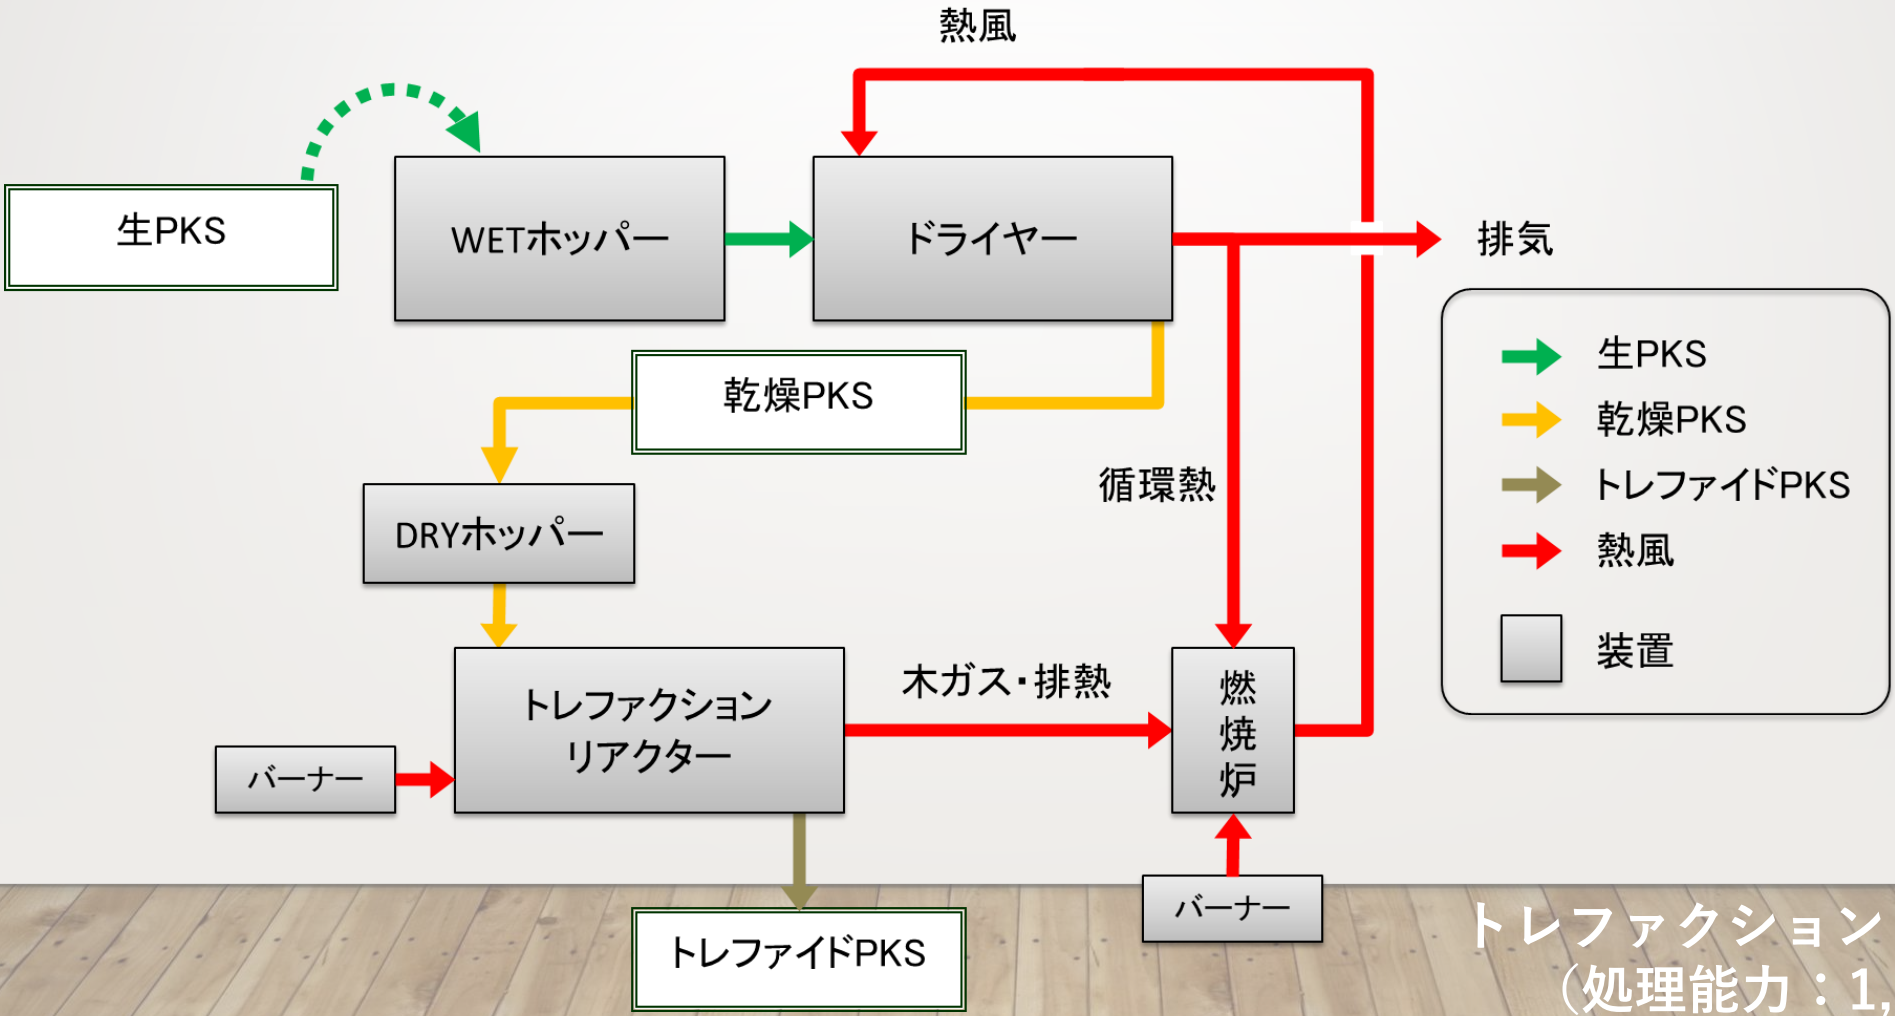 熱風
生PKS
WETホッパー
ドライヤー
排気
乾燥PKS
循環熱
DRYホッパー
トレファクション
リアクター
木ガス・排熱
燃
焼
炉
バーナー
バーナー
トレファイドPKS
生PKS
乾燥PKS
トレファイドPKS
熱風
装置
トレファクション
（処理能力：1,